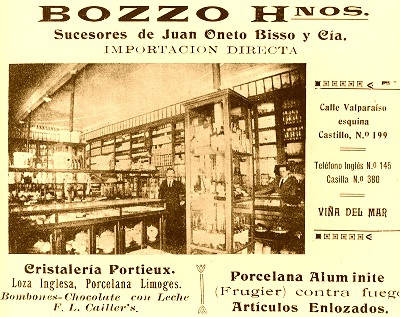 BOZZO HNOS.
Sucesores de Juan Oneto Bisso y Cía.
IMPORTACION DIRECTA
Calle Valparaíso
esquina
Castillo, N.o 199
Teléfono Inglés N.o 145
Casilla N.o 380
VIÑA DEL MAR
Cristalería Portieux.
Loza Inglesa, Porcelana Limoges.
Bombones-Chocolate con Leche
F. L. Cailler's.
Porcelana Aluminite
(Frugier) contra fuego
Artículos Enlozados.